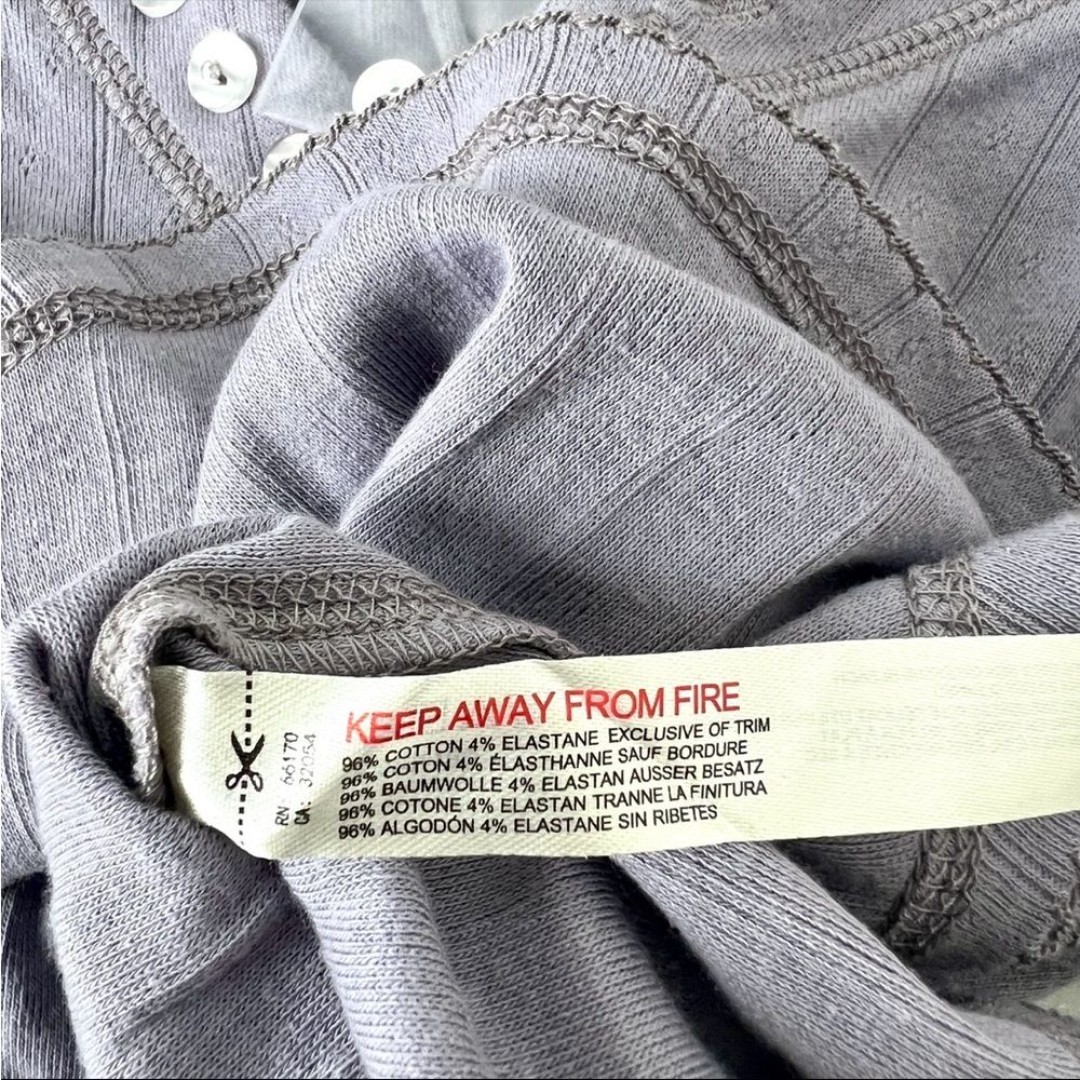 KEEP AWAY FROM FIRE
96% COTTON 4% ELASTANE EXCLUSIVE OF TRIM
96% COTON 4% ÉLASTHANNE SAUF BORDURE
96% BAUMWOLLE 4% ELASTAN AUSSER BESATZ
96% COTONE 4% ELASTAN TRANNE LA FINITURA
96% ALGODÓN 4% ELASTANE SIN RIBETES
RN 66170
CA: 32054